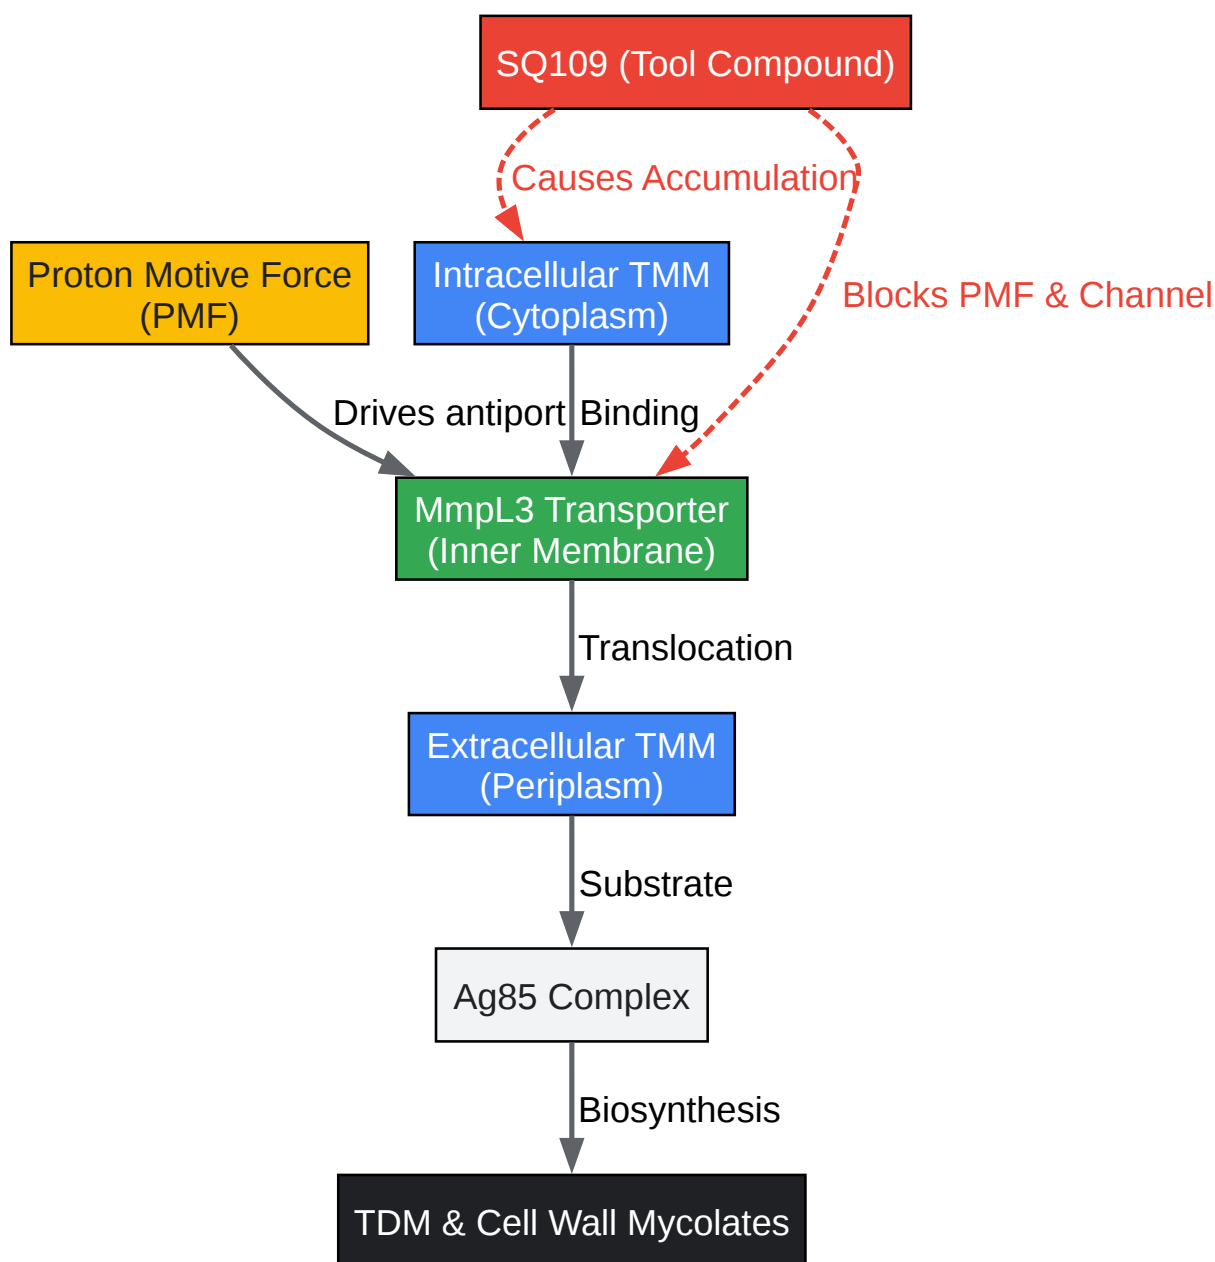 SQ109 (Tool Compound)
Causes Accumulation
Proton Motive Force
(PMF)
Intracellular TMM
(Cytoplasm)
Blocks PMF & Channel
Drives antiport
Binding
MmpL3 Transporter
(Inner Membrane)
Translocation
Extracellular TMM
(Periplasm)
Substrate
Ag85 Complex
Biosynthesis
TDM & Cell Wall Mycolates